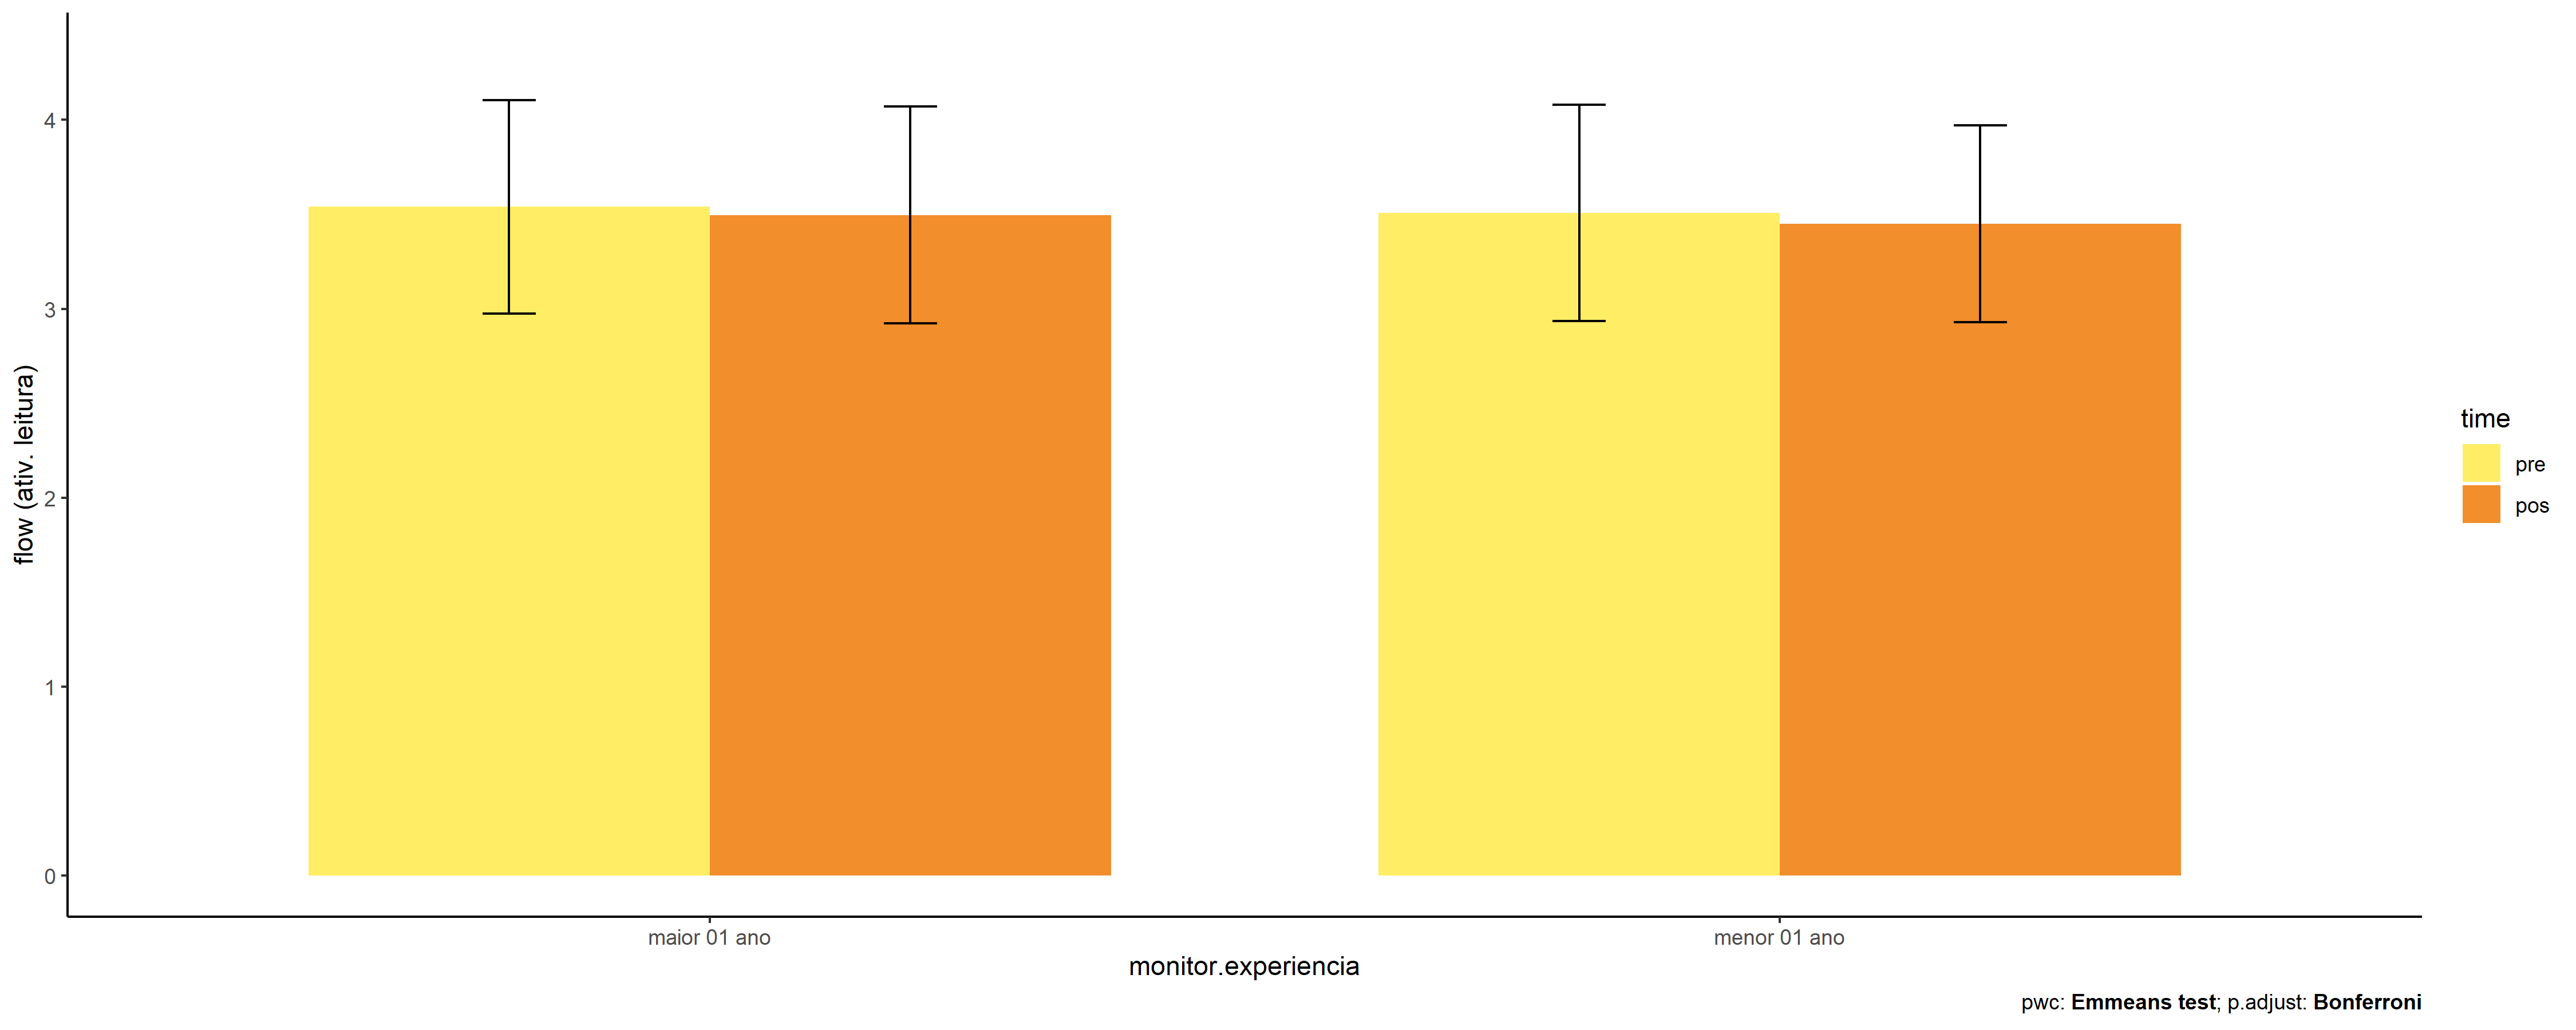 flow (ativ. leitura)
4
3
2
1
0
maior 01 ano
menor 01 ano
monitor.experiencia
time
pre
pos
pwc: Emmeans test; p.adjust: Bonferroni